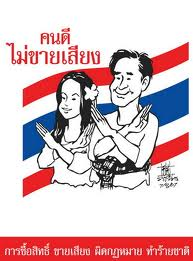 คนดี
ไม่ขายเสียง
การซื้อสิทธิ์ ขายเสียง ผิดกฎหมาย ทำร้ายชาติ